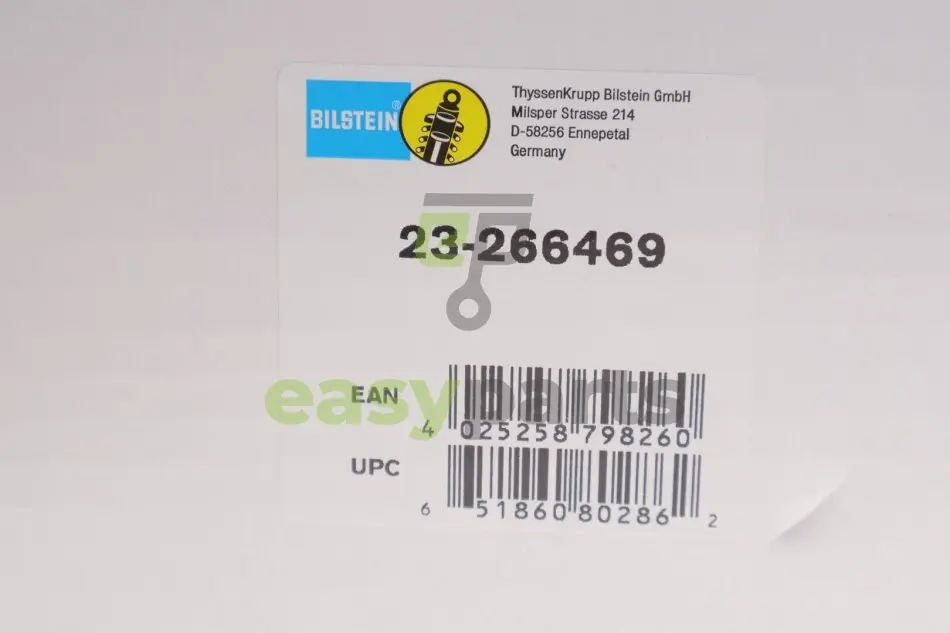 BILSTEIN®
ThyssenKrupp Bilstein GmbH
Milsper Strasse 214
D-58256 Ennepetal
Germany
23-266469
easyparts
EAN
4 025258 798260
UPC
6 51860 80286 2